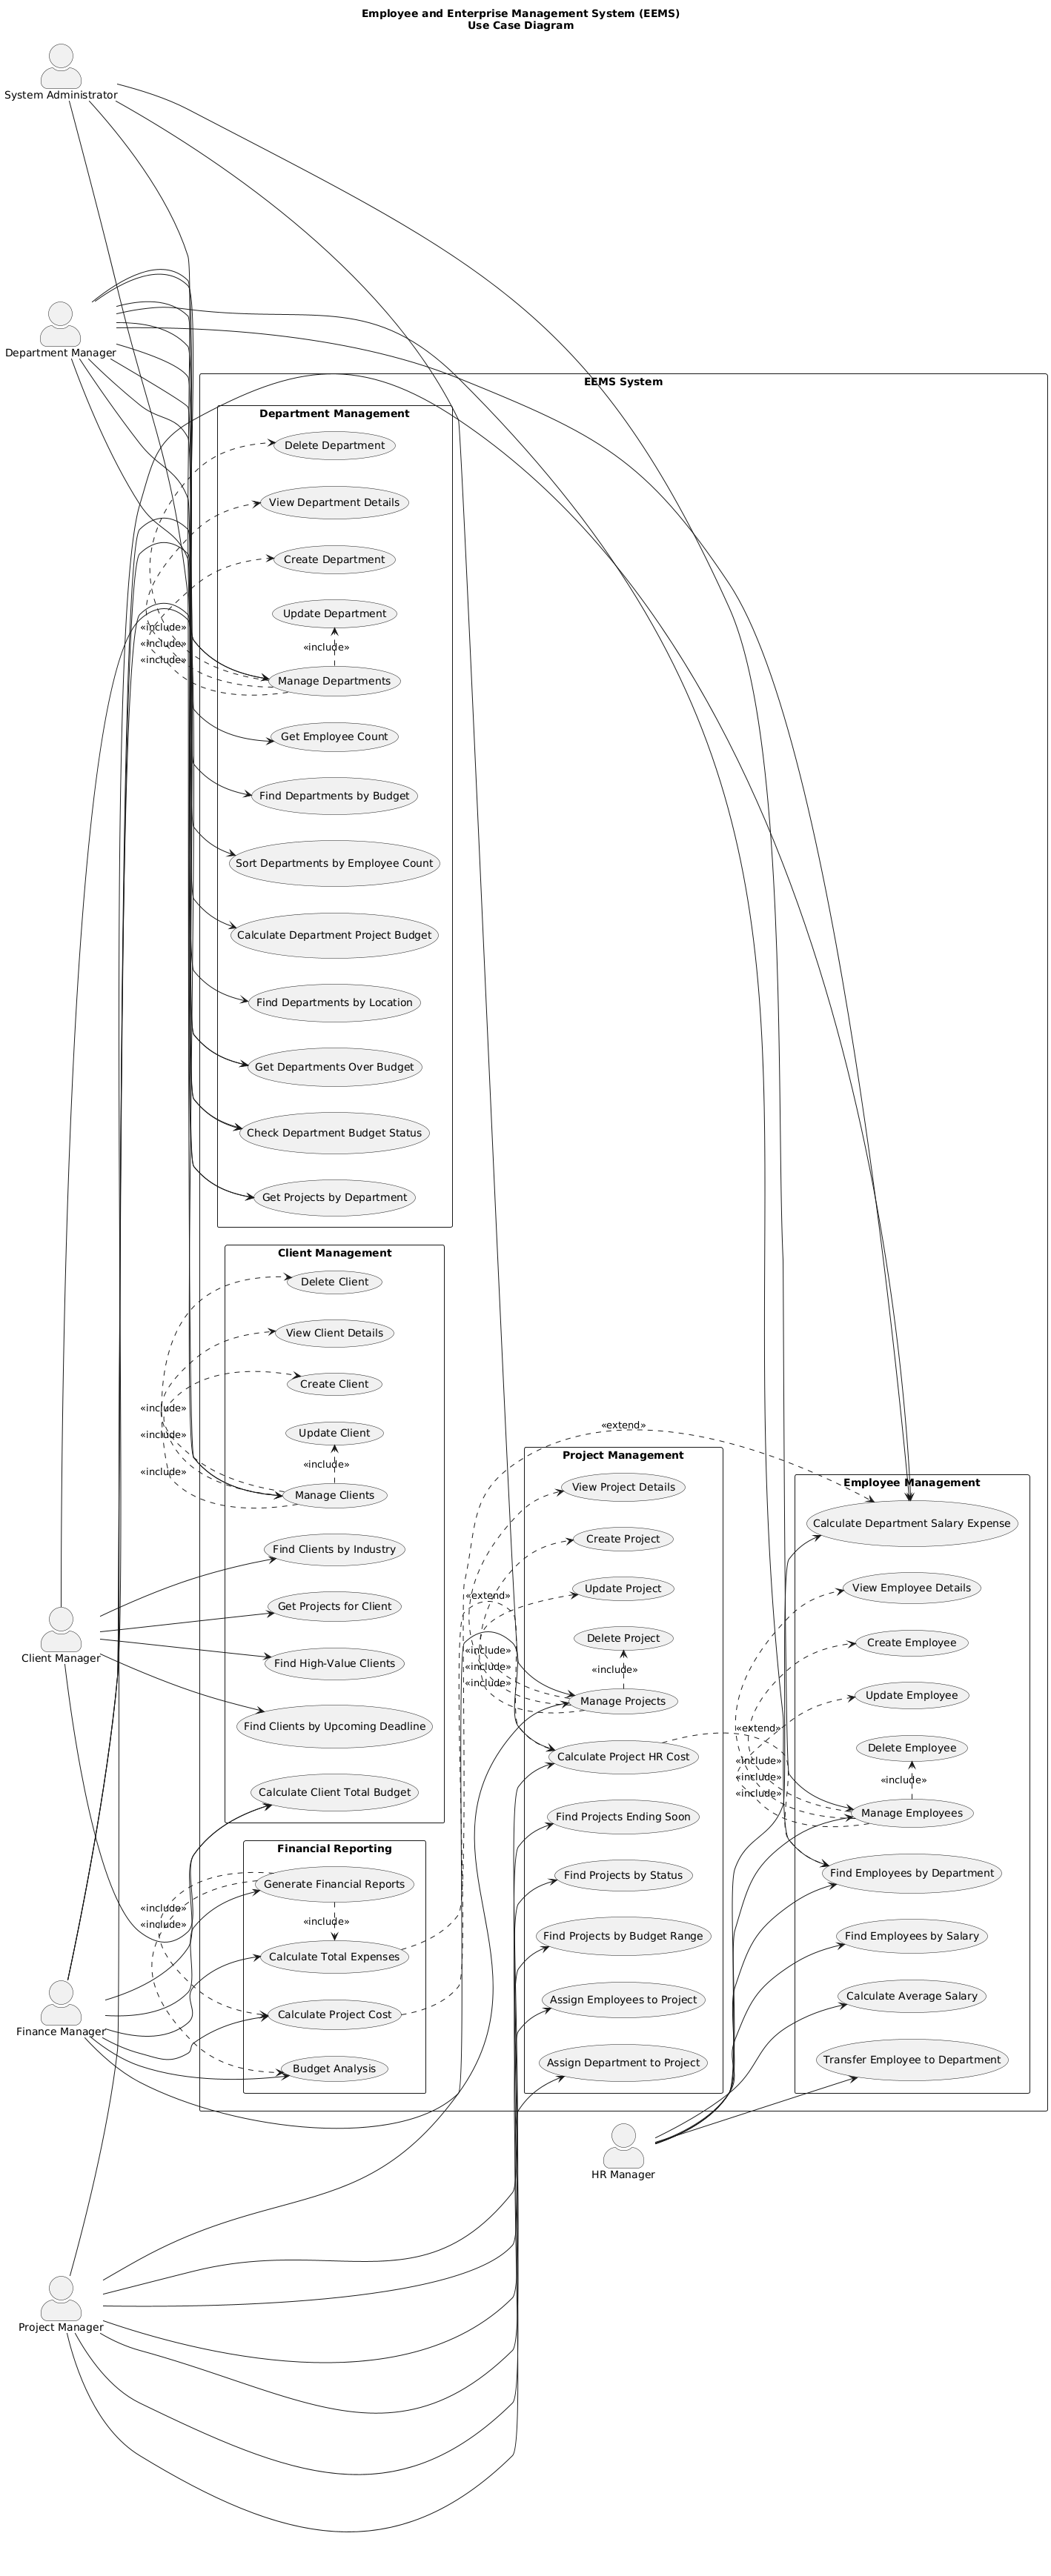 Employee and Enterprise Management System (EEMS)
Use Case Diagram
System Administrator
Department Manager
EEMS System
Department Management
Delete Department
View Department Details
Create Department
Update Department
«include»
«include»
«include»
«include»
Manage Departments
Get Employee Count
Find Departments by Budget
Sort Departments by Employee Count
Calculate Department Project Budget
Find Departments by Location
Get Departments Over Budget
Check Department Budget Status
Get Projects by Department
Client Management
Delete Client
View Client Details
Create Client
«include»
Update Client
«include»
«include»
«include»
Manage Clients
Find Clients by Industry
Get Projects for Client
Find High-Value Clients
Find Clients by Upcoming Deadline
Calculate Client Total Budget
Client Manager
Financial Reporting
Generate Financial Reports
«include»
«include»
«include»
Calculate Total Expenses
Calculate Project Cost
Budget Analysis
Finance Manager
«extend»
Project Management
View Project Details
Create Project
Update Project
«extend»
Delete Project
«include»
«include»
«include»
«include»
Manage Projects
Calculate Project HR Cost
Find Projects Ending Soon
Find Projects by Status
Find Projects by Budget Range
Assign Employees to Project
Assign Department to Project
Employee Management
Calculate Department Salary Expense
View Employee Details
Create Employee
Update Employee
«extend»
Delete Employee
«include»
«include»
«include»
«include»
Manage Employees
Find Employees by Department
Find Employees by Salary
Calculate Average Salary
Transfer Employee to Department
HR Manager
Project Manager